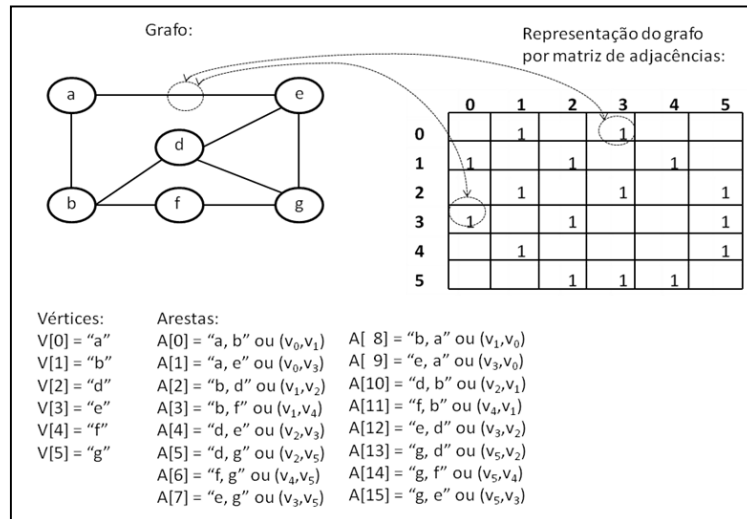 Grafo:
Representação do grafo
por matriz de adjacências:
a
e
d
b
f
g
0 1 2 3 4 5
0 1 1
1 1 1 1
2 1 1 1
3 1 1 1
4 1 1
5 1 1 1
Vértices:
V[0] = “a”
V[1] = “b”
V[2] = “d”
V[3] = “e”
V[4] = “f”
V[5] = “g”
Arestas:
A[0] = “a, b” ou (v₀,v₁)
A[1] = “a, e” ou (v₀,v₃)
A[2] = “b, d” ou (v₁,v₂)
A[3] = “b, f” ou (v₁,v₄)
A[4] = “d, e” ou (v₂,v₃)
A[5] = “d, g” ou (v₂,v₅)
A[6] = “f, g” ou (v₄,v₅)
A[7] = “e, g” ou (v₃,v₅)
A[ 8] = “b, a” ou (v₁,v₀)
A[ 9] = “e, a” ou (v₃,v₀)
A[10] = “d, b” ou (v₂,v₁)
A[11] = “f, b” ou (v₄,v₁)
A[12] = “e, d” ou (v₃,v₂)
A[13] = “g, d” ou (v₅,v₂)
A[14] = “g, f” ou (v₅,v₄)
A[15] = “g, e” ou (v₅,v₃)